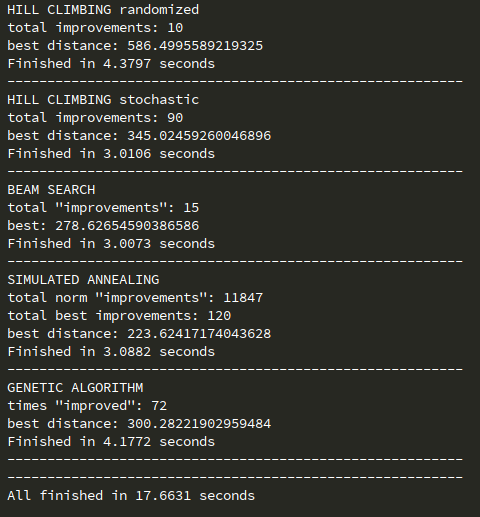 HILL CLIMBING randomized
total improvements: 10
best distance: 586.4995589219325
Finished in 4.3797 seconds
---------------------------------------------------------
HILL CLIMBING stochastic
total improvements: 90
best distance: 345.02459260046896
Finished in 3.0106 seconds
---------------------------------------------------------
BEAM SEARCH
total "improvements": 15
best: 278.62654590386586
Finished in 3.0073 seconds
---------------------------------------------------------
SIMULATED ANNEALING
total norm "improvements": 11847
total best improvements: 120
best distance: 223.62417174043628
Finished in 3.0882 seconds
---------------------------------------------------------
GENETIC ALGORITHM
times "improved": 72
best distance: 300.28221902959484
Finished in 4.1772 seconds
---------------------------------------------------------
---------------------------------------------------------
All finished in 17.6631 seconds